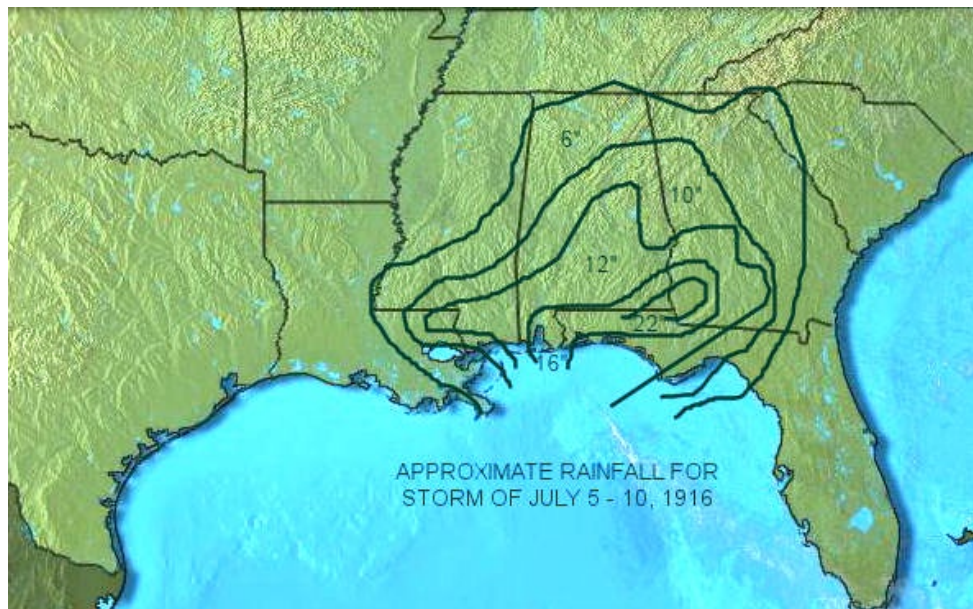 6"
10"
12"
22"
16"
APPROXIMATE RAINFALL FOR
STORM OF JULY 5 - 10, 1916